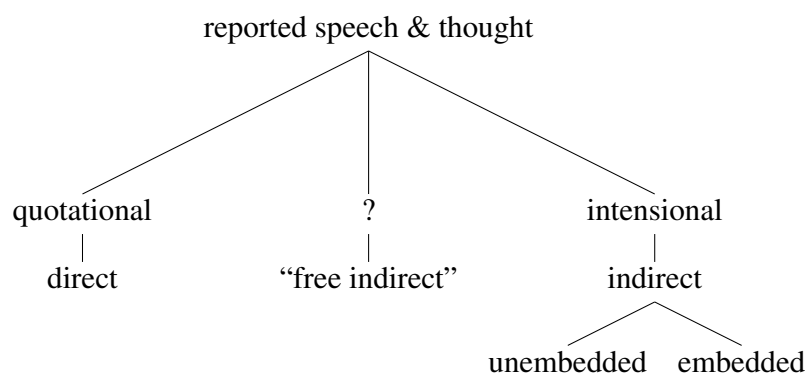 reported speech & thought
quotational ? intensional
direct “free indirect” indirect
unembedded embedded